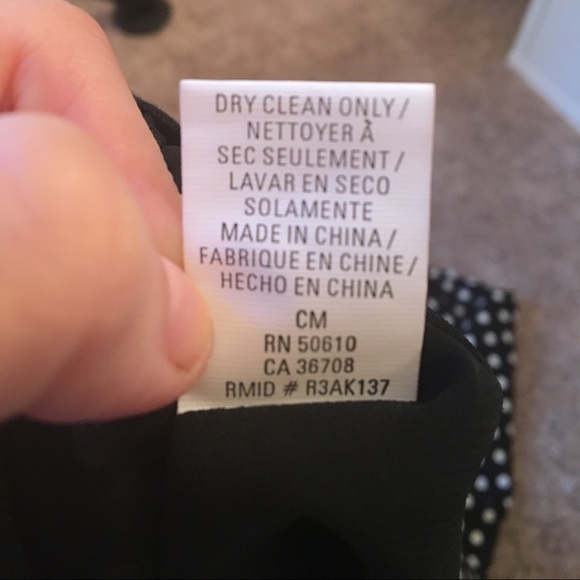 DRY CLEAN ONLY /
NETTOYER À
SEC SEULEMENT /
LAVAR EN SECO
SOLAMENTE
MADE IN CHINA /
FABRIQUE EN CHINE /
HECHO EN CHINA
CM
RN 50610
CA 36708
RMID # R3AK137